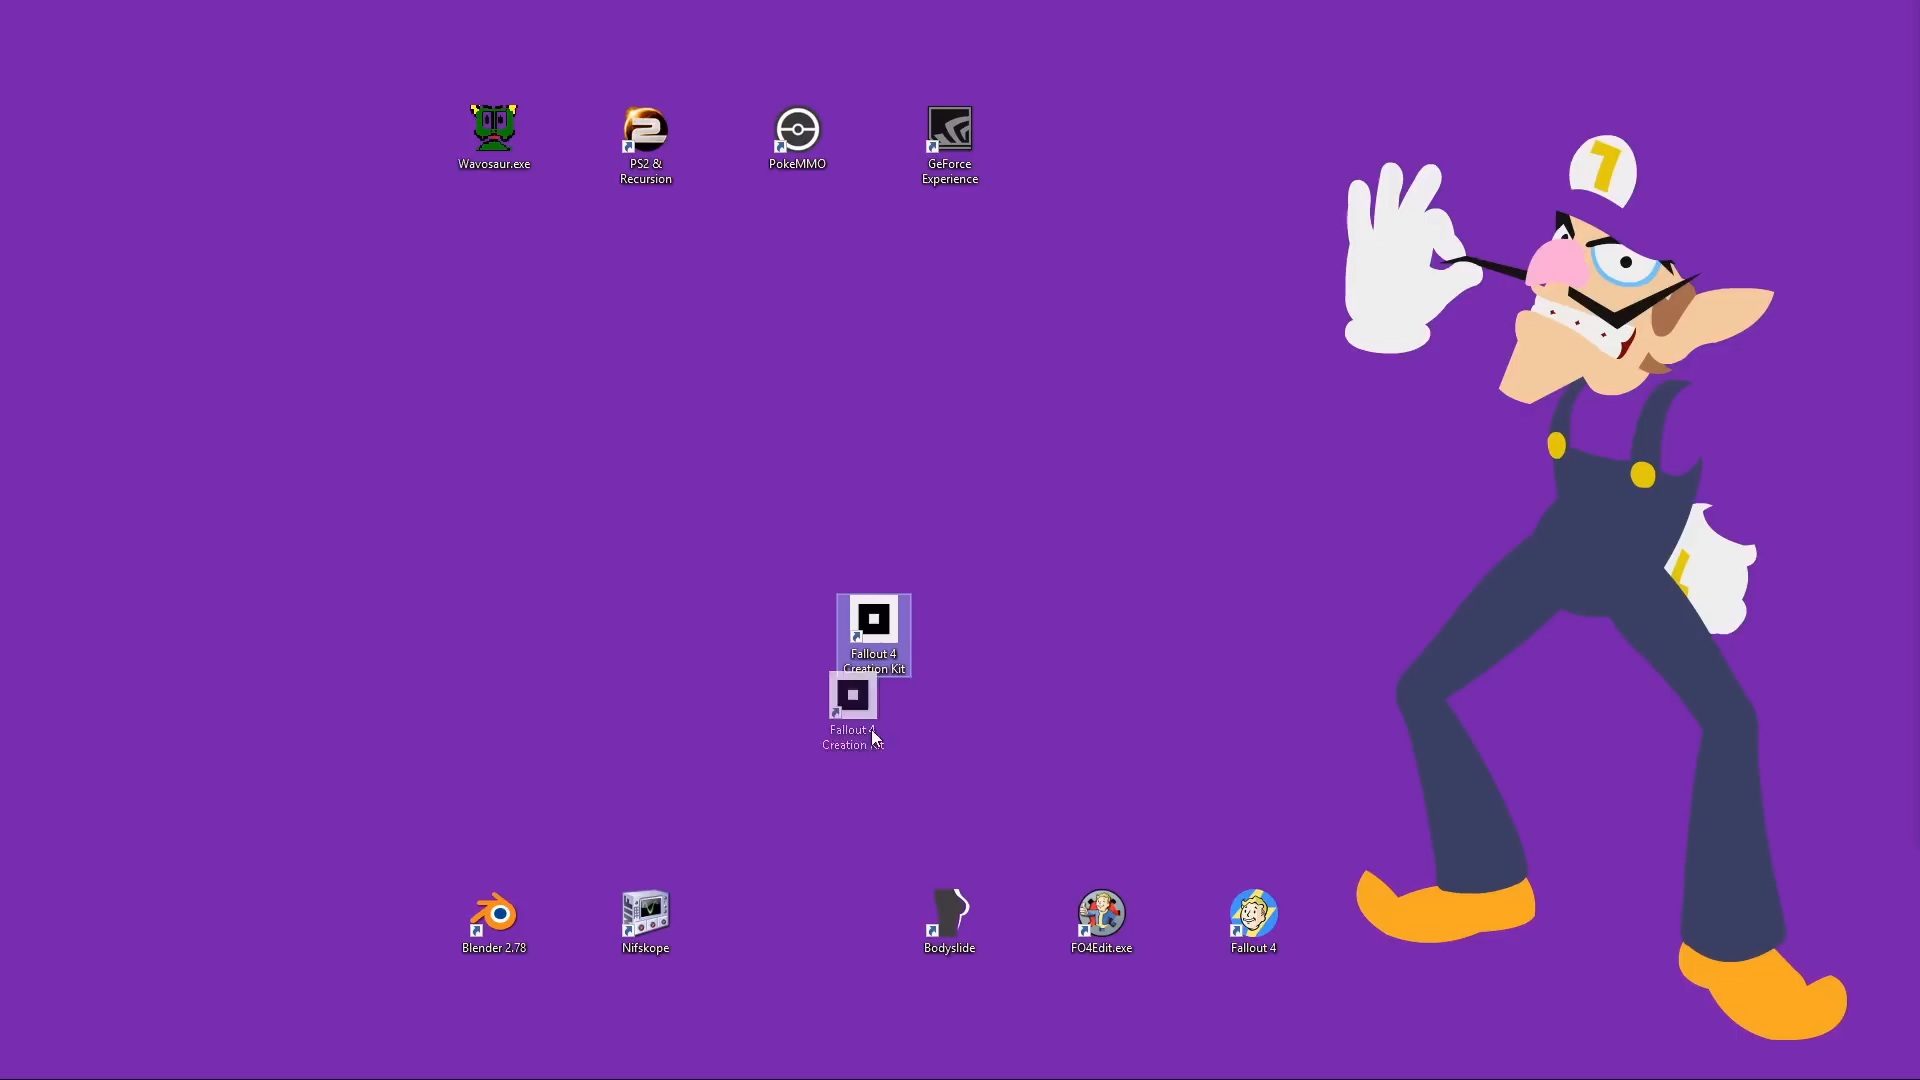 Wavosaur.exe
PS2 &
Recursion
PokeMMO
GeForce
Experience
Fallout 4
Creation Kit
Fallout 4
Creation Kit
Blender 2.78
Nifskope
Bodyslide
FO4Edit.exe
Fallout 4